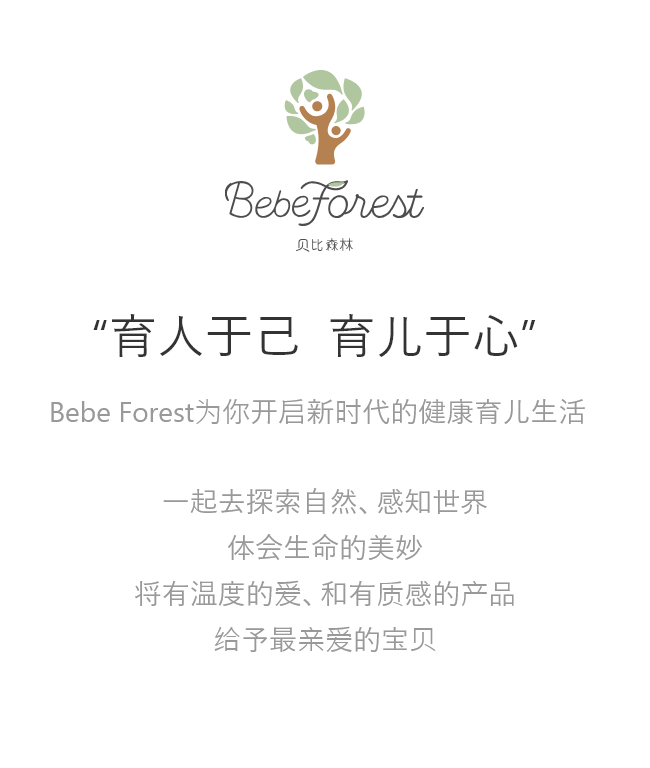 BebeForest
贝比森林
“育人于己 育儿于心”
Bebe Forest为你开启新时代的健康育儿生活
一起去探索自然、感知世界
体会生命的美妙
将有温度的爱、和有质感的产品
给予最亲爱的宝贝